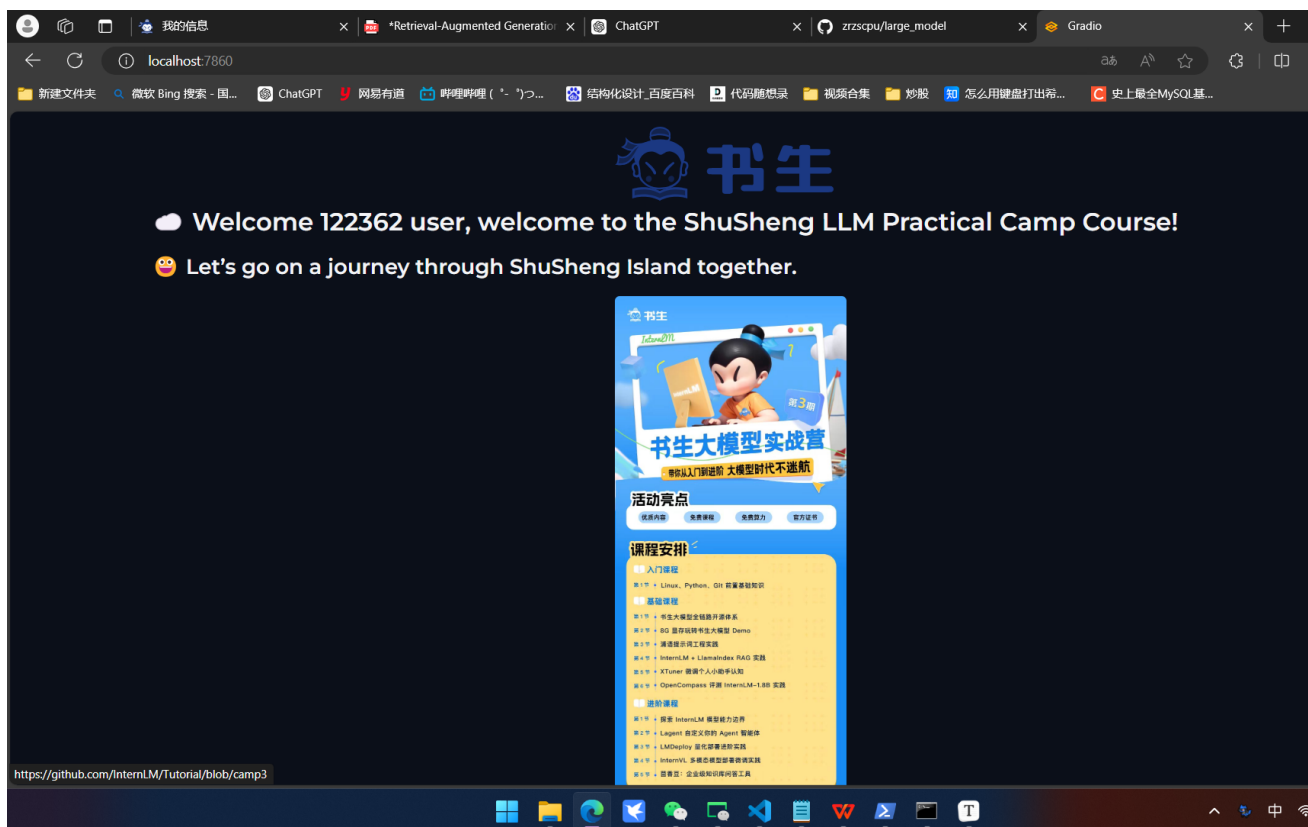 我的信息
*Retrieval-Augmented Generation
ChatGPT
zrzscpu/large_model
Gradio
localhost:7860
新建文件夹
微软 Bing 搜索 - 国...
ChatGPT
网易有道
哔哩哔哩 ( ゜- ゜)つ...
结构化设计_百度百科
代码随想录
视频合集
炒股
怎么用键盘打出希...
史上最全MySQL基...
书生
Welcome 122362 user, welcome to the ShuSheng LLM Practical Camp Course!
Let's go on a journey through ShuSheng Island together.
书生
InternLM
第3期
书生大模型实战营
带你从入门到进阶 大模型时代不迷航
活动亮点
优质内容 免费课程 免费算力 官方证书
课程安排
入门课程
第1节 Linux、Python、Git 前置基础知识
基础课程
第1节 书生大模型全链路开源体系
第2节 8G 显存玩转书生大模型 Demo
第3节 浦语提示词工程实践
第4节 InternLM + LlamaIndex RAG 实践
第5节 XTuner 微调个人小助手认知
第6节 OpenCompass 评测 InternLM-1.8B 实践
进阶课程
第1节 探索 InternLM 模型能力边界
第2节 Lagent 自定义你的 Agent 智能体
第3节 LMDeploy 量化部署进阶实践
第4节 InternVL 多模态模型部署微调实践
第5节 茴香豆：企业级知识库问答工具
https://github.com/InternLM/Tutorial/blob/camp3
中